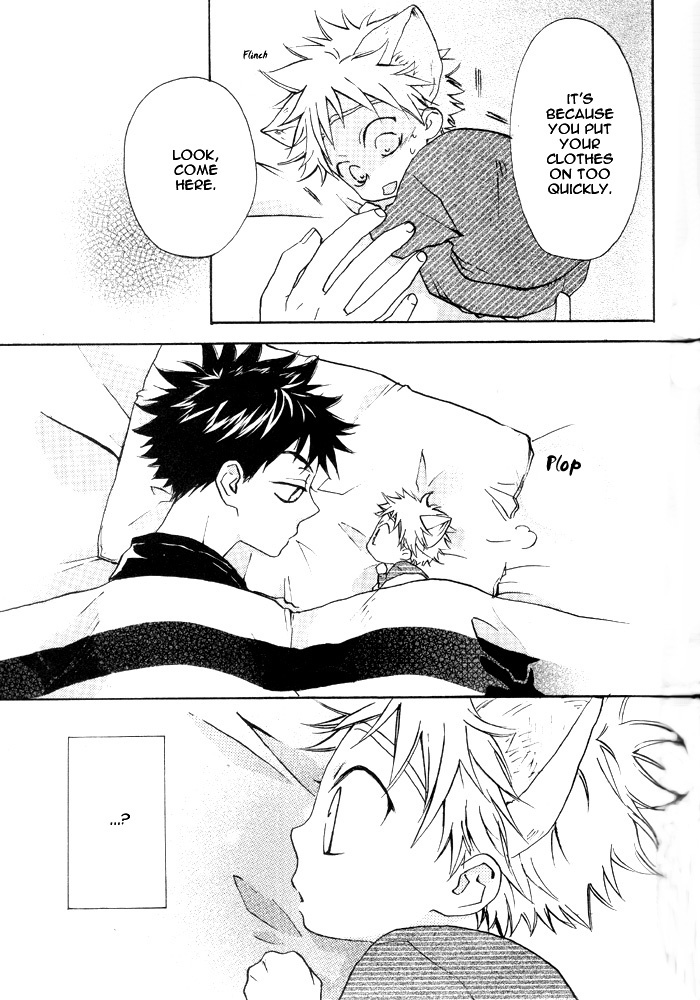 IT'S
BECAUSE
YOU PUT
YOUR
CLOTHES
ON TOO
QUICKLY.
Flinch
LOOK,
COME
HERE.
Plop
...?